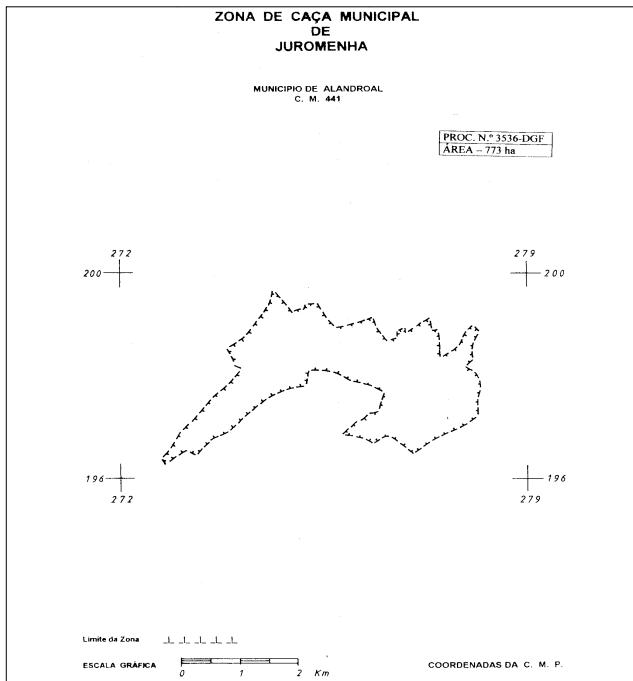 ZONA DE CAÇA MUNICIPAL
DE
JUROMENHA
MUNICIPIO DE ALANDROAL
C. M. 441
PROC. N.º 3536-DGF
ÁREA – 773 ha
272
279
200
200
196
196
272
279
Limite da Zona
ESCALA GRÁFICA
0 1 2 Km
COORDENADAS DA C. M. P.